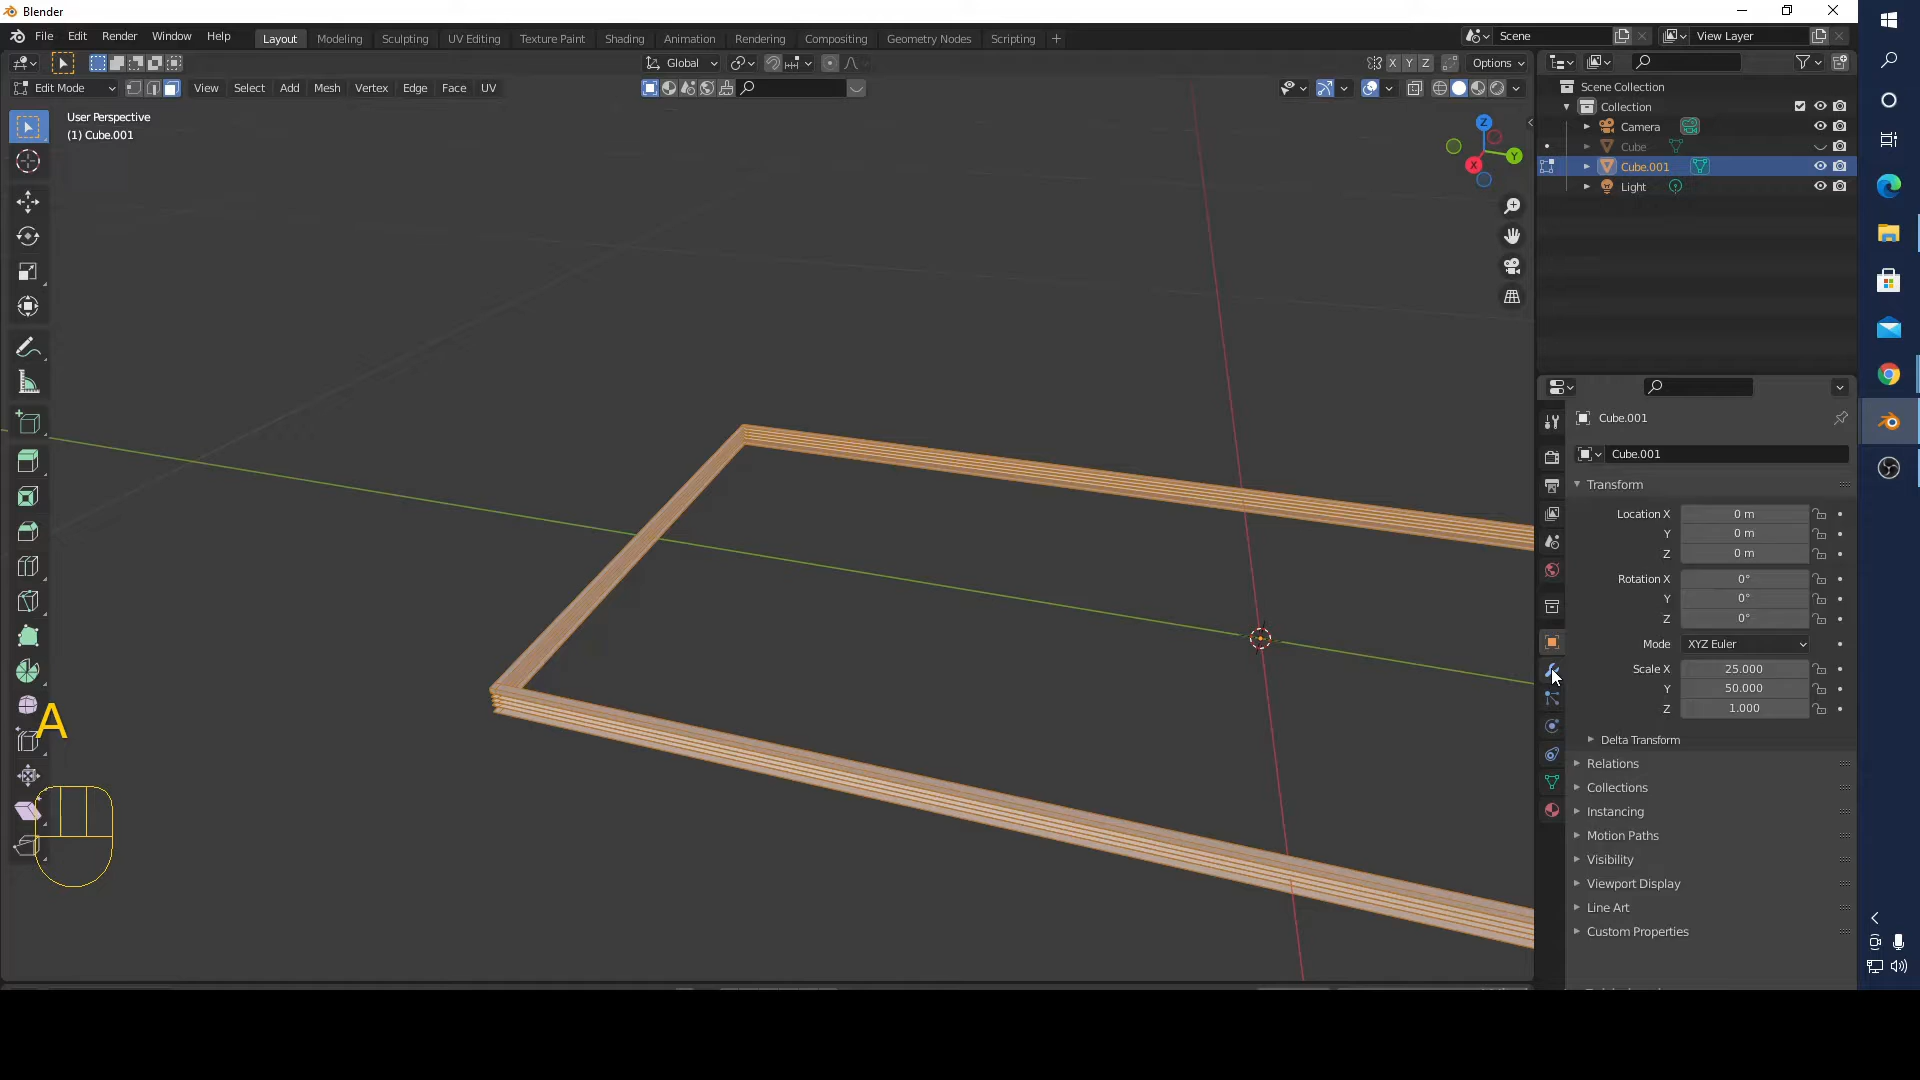 Blender
File Edit Render Window Help
Layout Modeling Sculpting UV Editing Texture Paint Shading Animation Rendering Compositing Geometry Nodes Scripting +
Scene
View Layer
Global
X Y Z
Options
Edit Mode
View Select Add Mesh Vertex Edge Face UV
User Perspective
(1) Cube.001
Z
Y
X
A
Scene Collection
Collection
Camera
Cube
Cube.001
Light
Cube.001
Cube.001
Transform
Location X 0 m
Y 0 m
Z 0 m
Rotation X 0°
Y 0°
Z 0°
Mode XYZ Euler
Scale X 25.000
Y 50.000
Z 1.000
Delta Transform
Relations
Collections
Instancing
Motion Paths
Visibility
Viewport Display
Line Art
Custom Properties